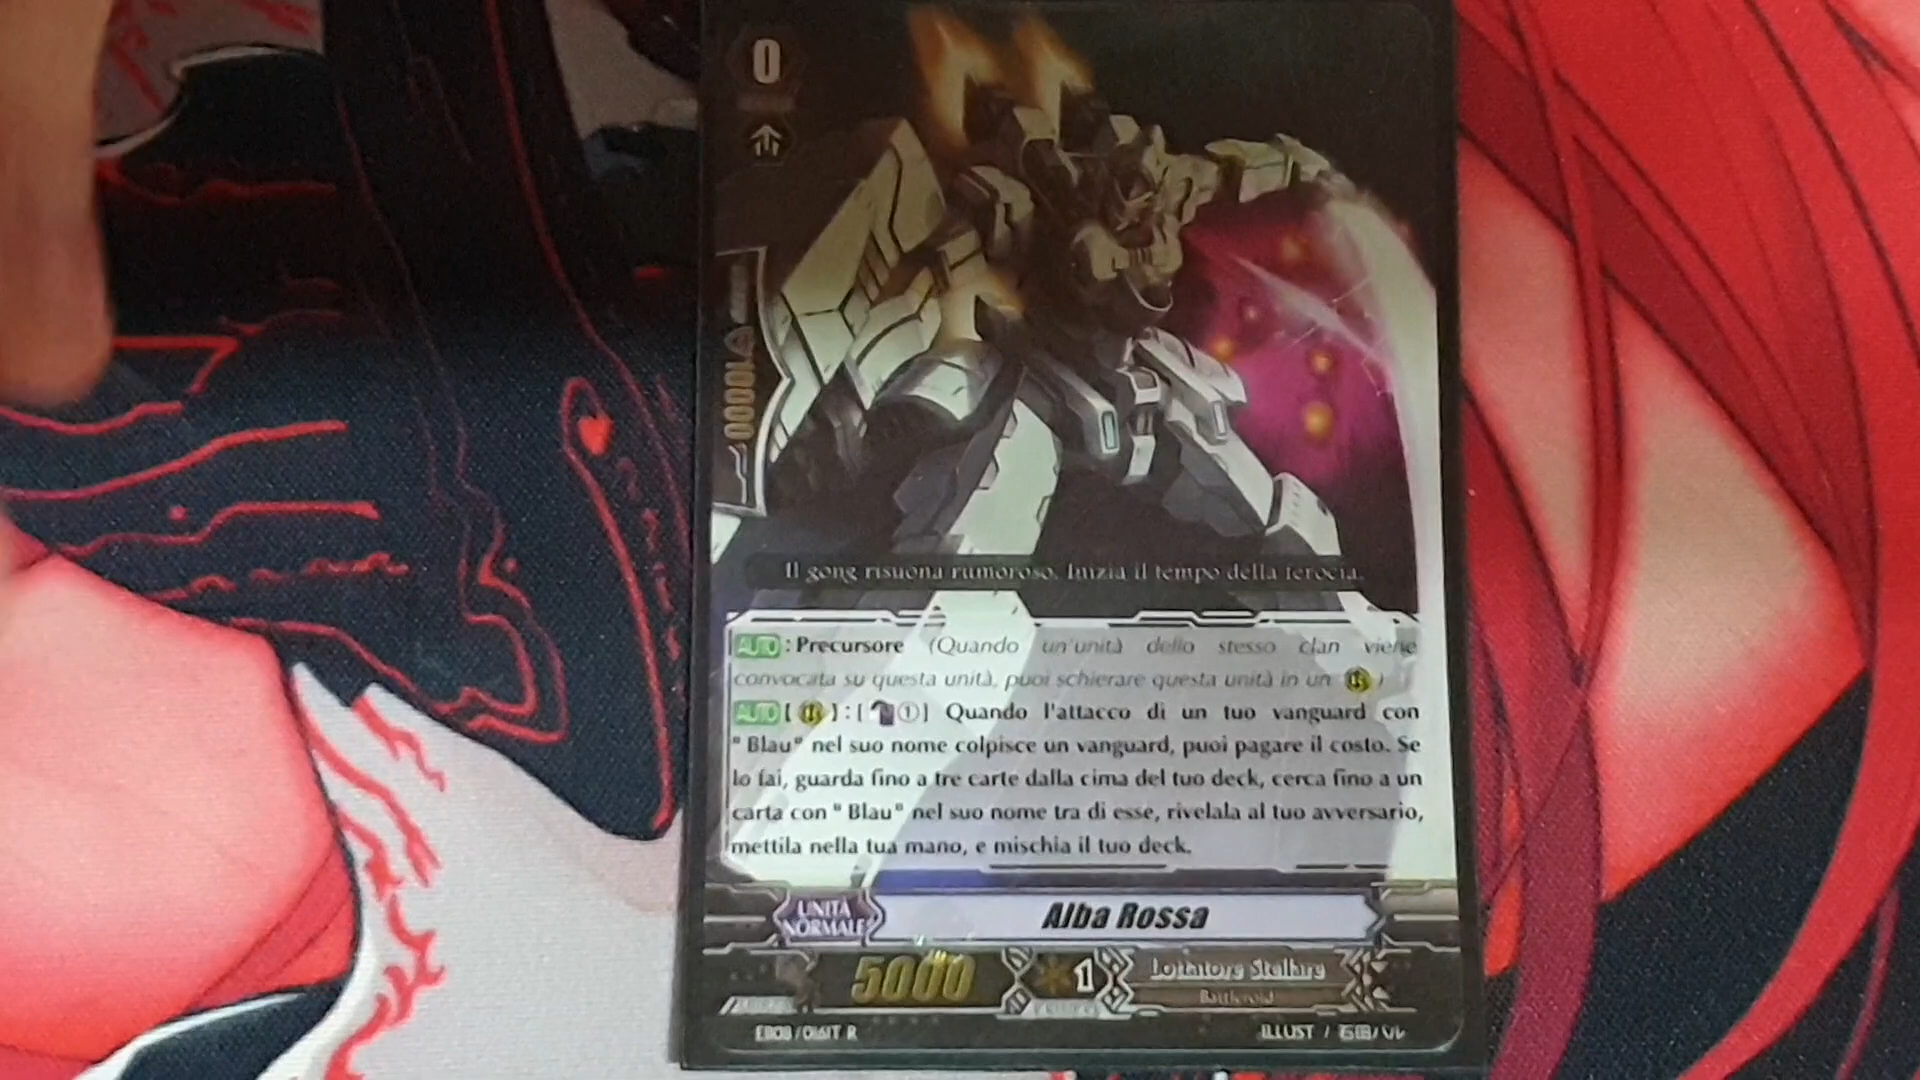 0
10000
Il gong risuona rumoroso. Inizia il tempo della ferocia.
AUTO : Precursore (Quando un'unità dello stesso clan viene
convocata su questa unità, puoi schierare questa unità in un )
AUTO [ ] : [ 1 ] Quando l'attacco di un tuo vanguard con
"Blau" nel suo nome colpisce un vanguard, puoi pagare il costo. Se
lo fai, guarda fino a tre carte dalla cima del tuo deck, cerca fino a un
carta con "Blau" nel suo nome tra di esse, rivelala al tuo avversario,
mettila nella tua mano, e mischia il tuo deck.
UNITÀ
NORMALE
Alba Rossa
5000
1
Lottatore Stellare
Battleroid
R
ILLUST /